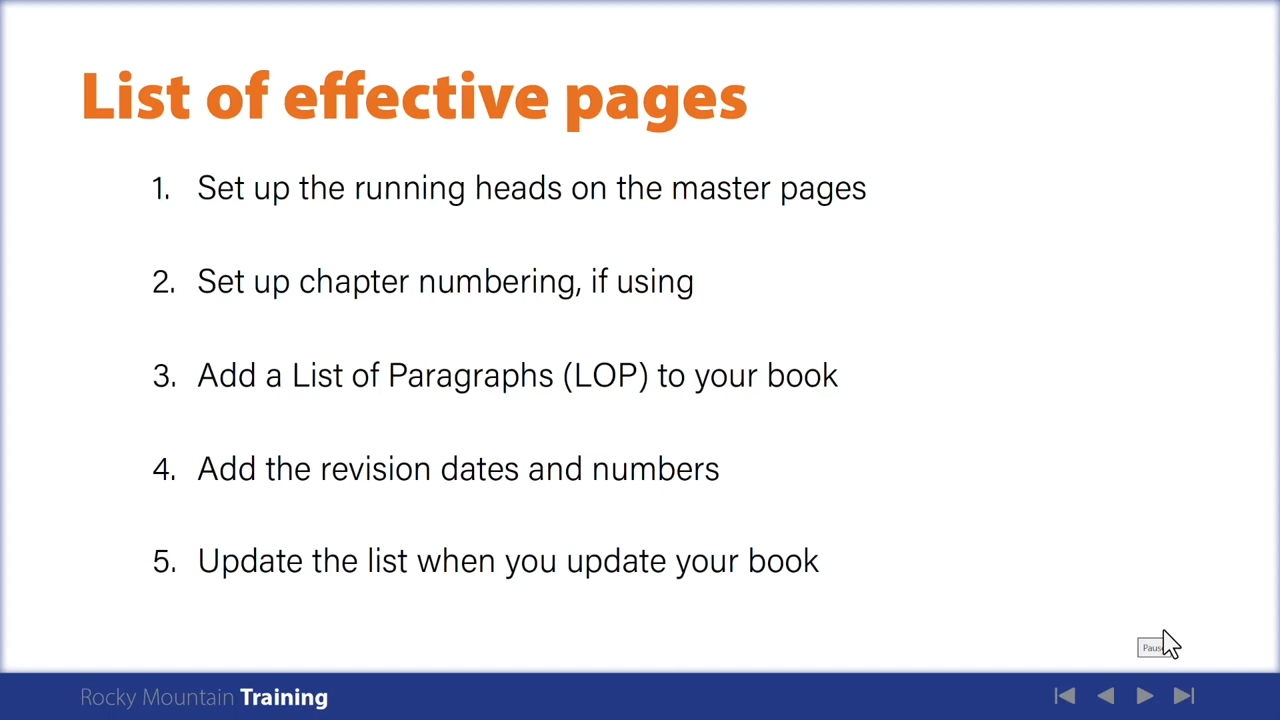 List of effective pages
1. Set up the running heads on the master pages
2. Set up chapter numbering, if using
3. Add a List of Paragraphs (LOP) to your book
4. Add the revision dates and numbers
5. Update the list when you update your book
Rocky Mountain Training